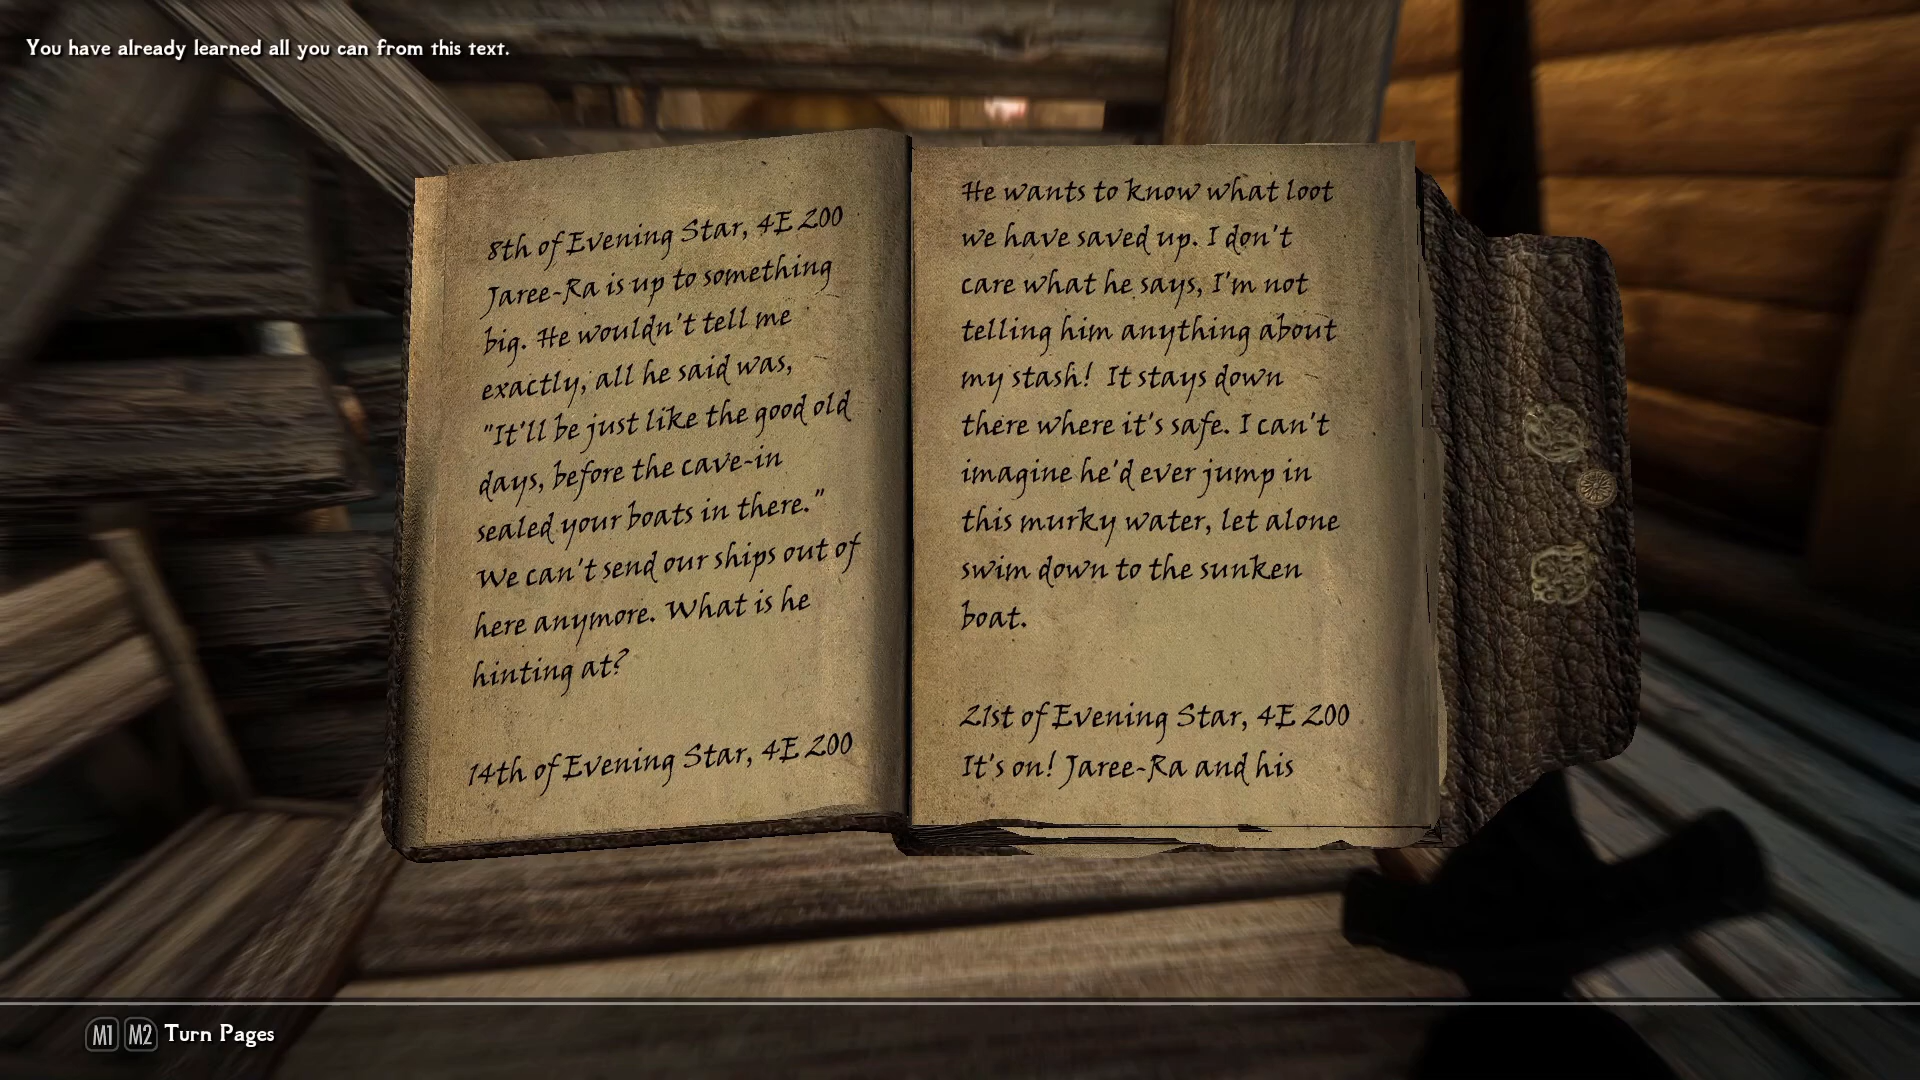 You have already learned all you can from this text.
8th of Evening Star, 4E 200
Jaree-Ra is up to something
big. He wouldn't tell me
exactly, all he said was,
"It'll be just like the good old
days, before the cave-in
sealed your boats in there."
We can't send our ships out of
here anymore. What is he
hinting at?
14th of Evening Star, 4E 200
He wants to know what loot
we have saved up. I don't
care what he says, I'm not
telling him anything about
my stash! It stays down
there where it's safe. I can't
imagine he'd ever jump in
this murky water, let alone
swim down to the sunken
boat.
21st of Evening Star, 4E 200
It's on! Jaree-Ra and his
M1 M2 Turn Pages